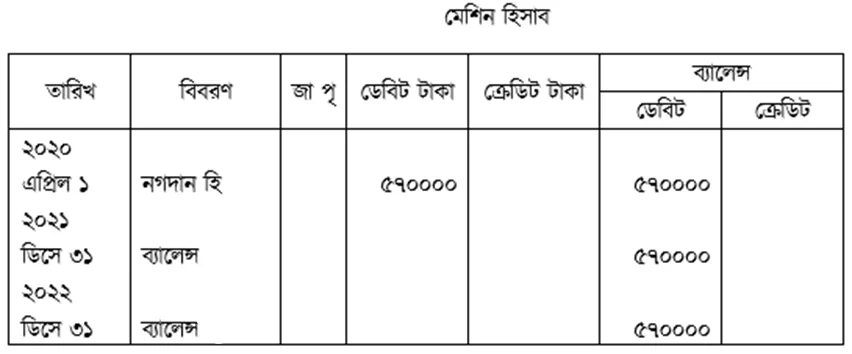 মেশিন হিসাব
তারিখ বিবরণ জা পৃ ডেবিট টাকা ক্রেডিট টাকা ব্যালেন্স
ডেবিট ক্রেডিট
২০২০
এপ্রিল ১ নগদান হি ৫৭০০০০ ৫৭০০০০
২০২১
ডিসে ৩১ ব্যালেন্স ৫৭০০০০
২০২২
ডিসে ৩১ ব্যালেন্স ৫৭০০০০